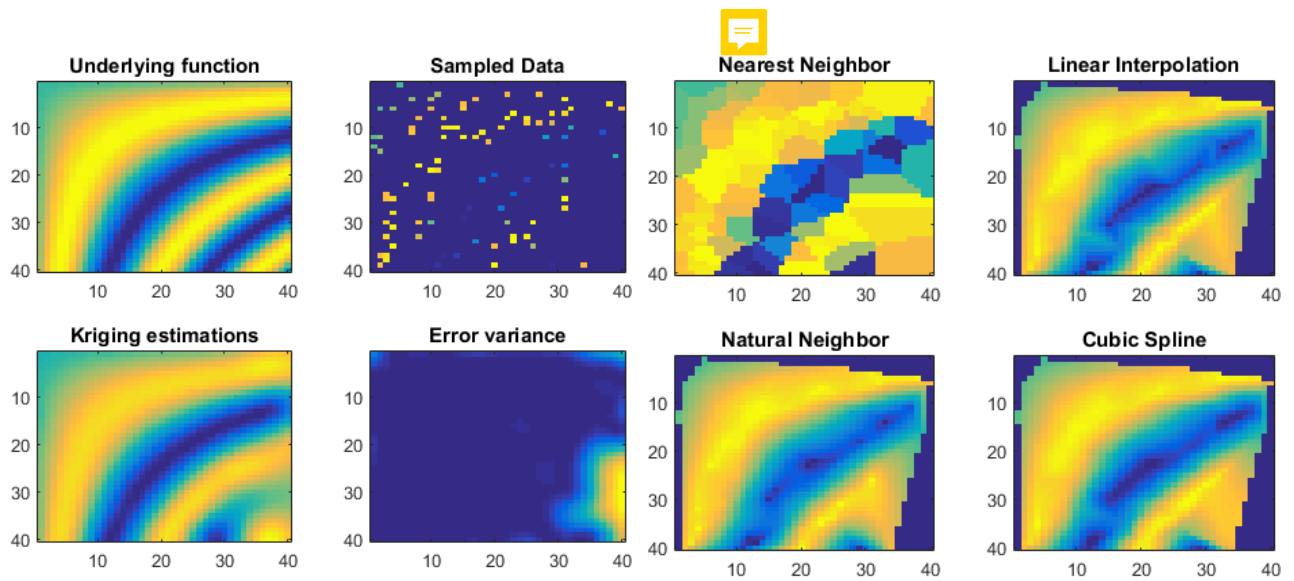 Underlying function
Sampled Data
Nearest Neighbor
Linear Interpolation
10 20 30 40
10
20
30
40
10 20 30 40
10
20
30
40
10 20 30 40
10
20
30
40
10 20 30 40
10
20
30
40
Kriging estimations
Error variance
Natural Neighbor
Cubic Spline
10
20
30
40
10 20 30 40
10
20
30
40
10 20 30 40
10
20
30
40
10 20 30 40
10
20
30
40
10 20 30 40